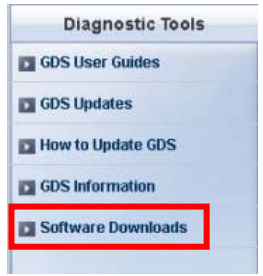 Diagnostic Tools
GDS User Guides
GDS Updates
How to Update GDS
GDS Information
Software Downloads